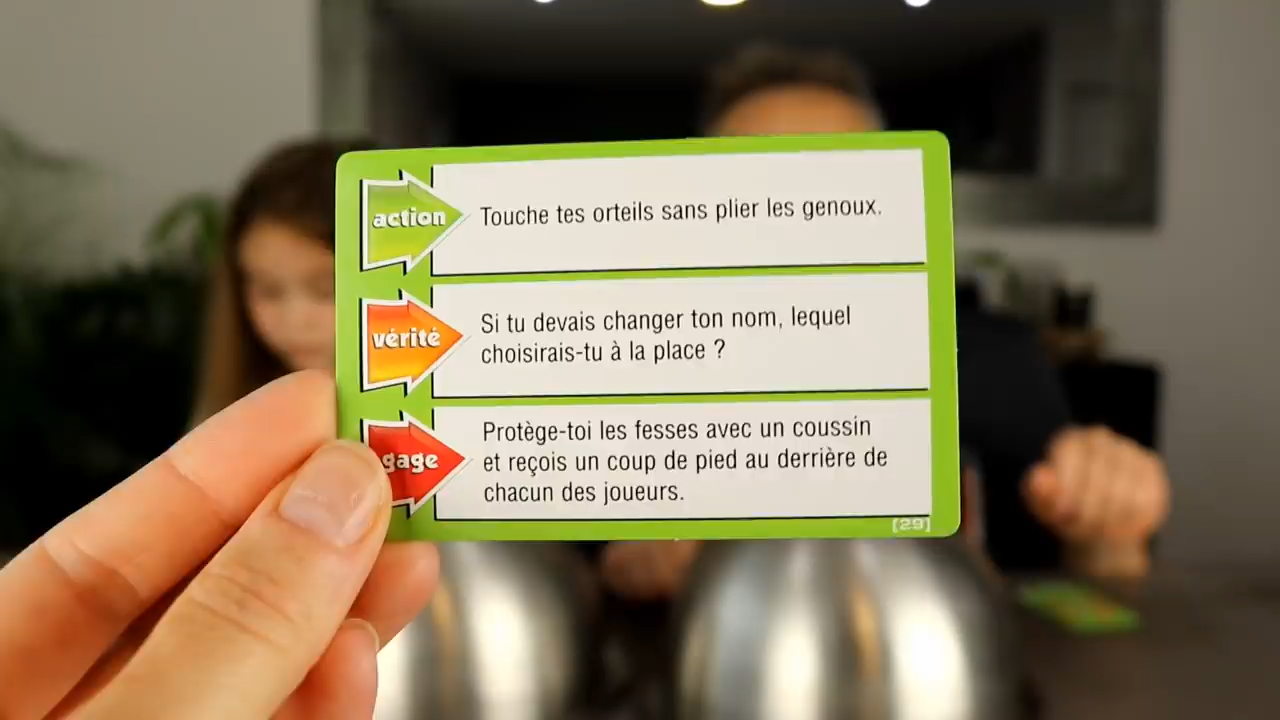 action
Touche tes orteils sans plier les genoux.
vérité
Si tu devais changer ton nom, lequel
choisirais-tu à la place ?
gage
Protège-toi les fesses avec un coussin
et reçois un coup de pied au derrière de
chacun des joueurs.
[29]